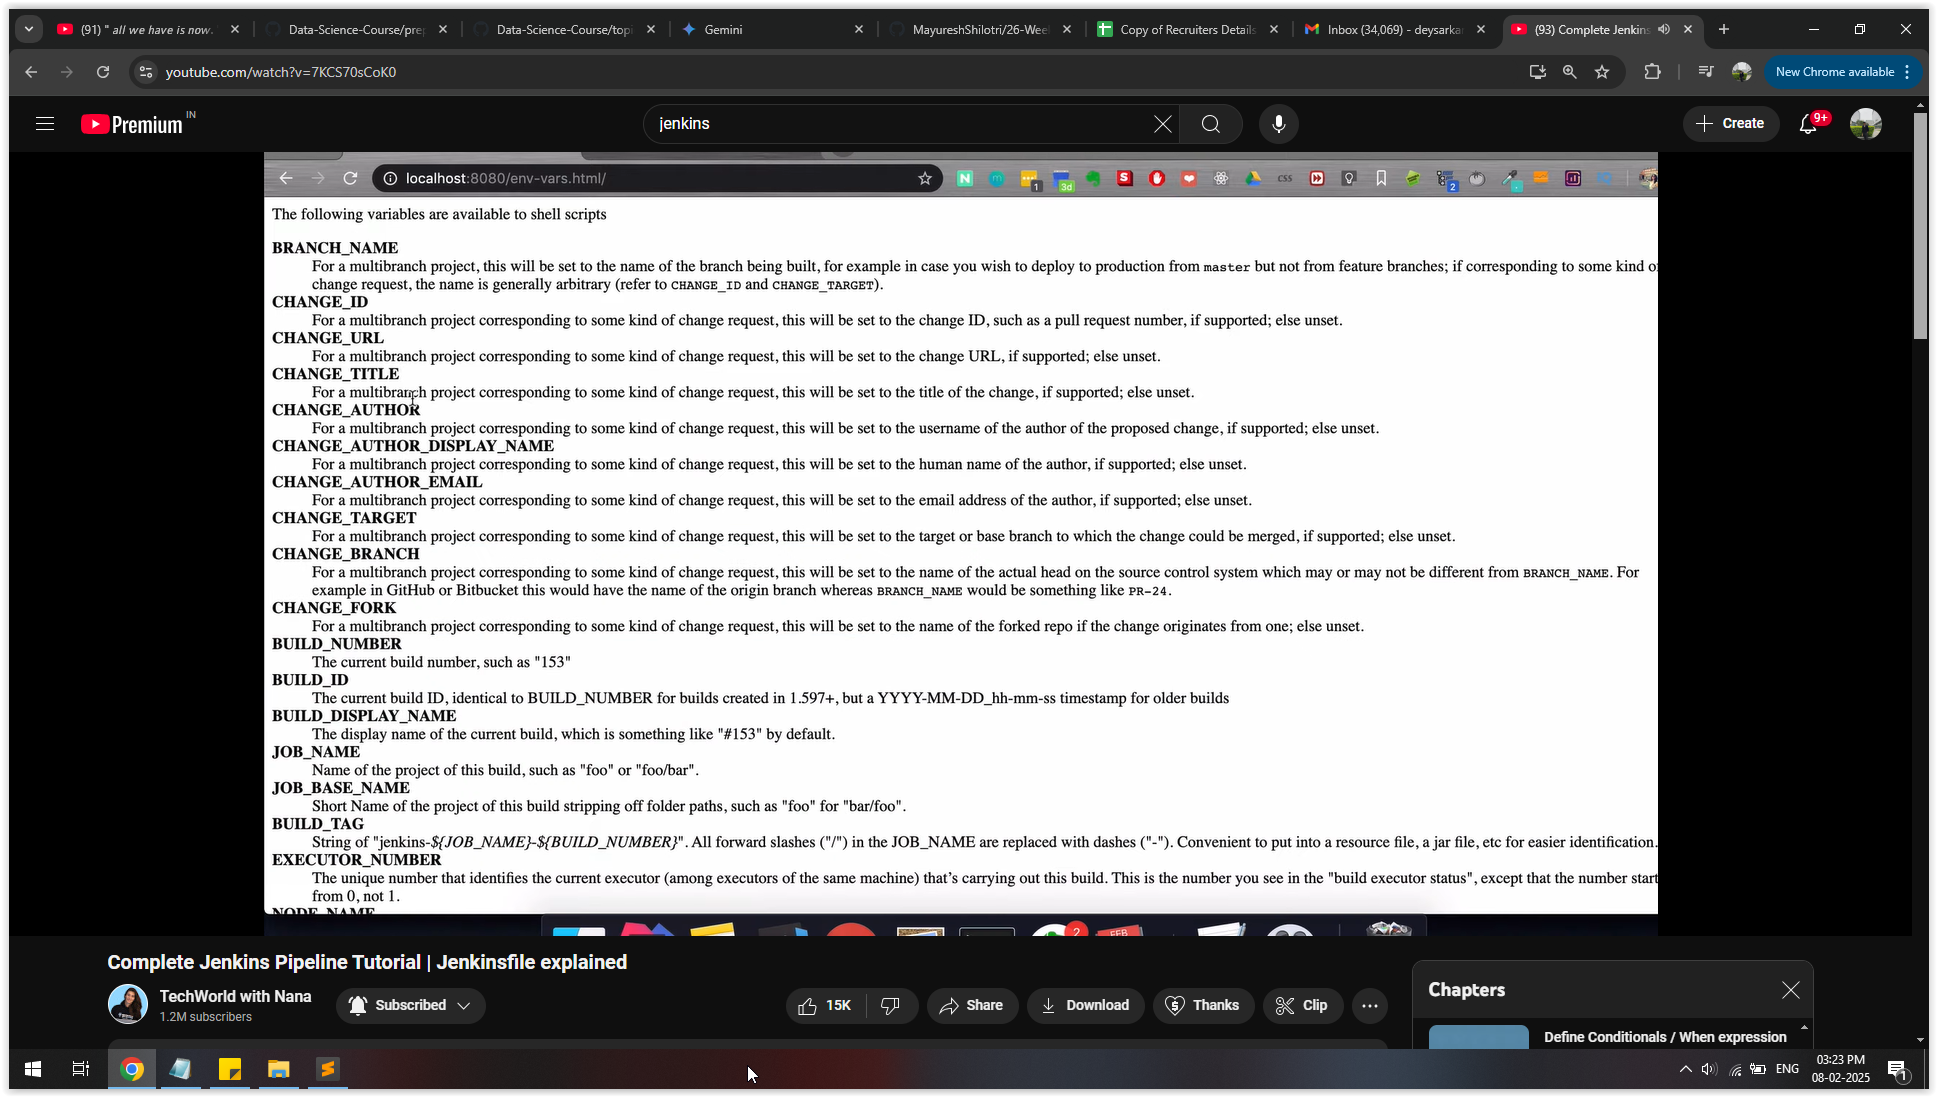 (91) " all we have is now.
Data-Science-Course/prep
Data-Science-Course/topi
Gemini
MayureshShilotri/26-Wee
Copy of Recruiters Details
Inbox (34,069) - deysarkar
(93) Complete Jenkins
youtube.com/watch?v=7KCS70sCoK0
New Chrome available
Premium IN
jenkins
Create
9+
localhost:8080/env-vars.html/
1
3d
S
css
2
The following variables are available to shell scripts
BRANCH_NAME
For a multibranch project, this will be set to the name of the branch being built, for example in case you wish to deploy to production from master but not from feature branches; if corresponding to some kind of
change request, the name is generally arbitrary (refer to CHANGE_ID and CHANGE_TARGET).
CHANGE_ID
For a multibranch project corresponding to some kind of change request, this will be set to the change ID, such as a pull request number, if supported; else unset.
CHANGE_URL
For a multibranch project corresponding to some kind of change request, this will be set to the change URL, if supported; else unset.
CHANGE_TITLE
For a multibranch project corresponding to some kind of change request, this will be set to the title of the change, if supported; else unset.
CHANGE_AUTHOR
For a multibranch project corresponding to some kind of change request, this will be set to the username of the author of the proposed change, if supported; else unset.
CHANGE_AUTHOR_DISPLAY_NAME
For a multibranch project corresponding to some kind of change request, this will be set to the human name of the author, if supported; else unset.
CHANGE_AUTHOR_EMAIL
For a multibranch project corresponding to some kind of change request, this will be set to the email address of the author, if supported; else unset.
CHANGE_TARGET
For a multibranch project corresponding to some kind of change request, this will be set to the target or base branch to which the change could be merged, if supported; else unset.
CHANGE_BRANCH
For a multibranch project corresponding to some kind of change request, this will be set to the name of the actual head on the source control system which may or may not be different from BRANCH_NAME. For
example in GitHub or Bitbucket this would have the name of the origin branch whereas BRANCH_NAME would be something like PR-24.
CHANGE_FORK
For a multibranch project corresponding to some kind of change request, this will be set to the name of the forked repo if the change originates from one; else unset.
BUILD_NUMBER
The current build number, such as "153"
BUILD_ID
The current build ID, identical to BUILD_NUMBER for builds created in 1.597+, but a YYYY-MM-DD_hh-mm-ss timestamp for older builds
BUILD_DISPLAY_NAME
The display name of the current build, which is something like "#153" by default.
JOB_NAME
Name of the project of this build, such as "foo" or "foo/bar".
JOB_BASE_NAME
Short Name of the project of this build stripping off folder paths, such as "foo" for "bar/foo".
BUILD_TAG
String of "jenkins-${JOB_NAME}-${BUILD_NUMBER}". All forward slashes ("/") in the JOB_NAME are replaced with dashes ("-"). Convenient to put into a resource file, a jar file, etc for easier identification.
EXECUTOR_NUMBER
The unique number that identifies the current executor (among executors of the same machine) that's carrying out this build. This is the number you see in the "build executor status", except that the number start
from 0, not 1.
NODE_NAME
2
FEB
Complete Jenkins Pipeline Tutorial | Jenkinsfile explained
TechWorld with Nana
1.2M subscribers
Subscribed
15K
Share
Download
Thanks
Clip
Chapters
Define Conditionals / When expression
ENG
03:23 PM
08-02-2025
1